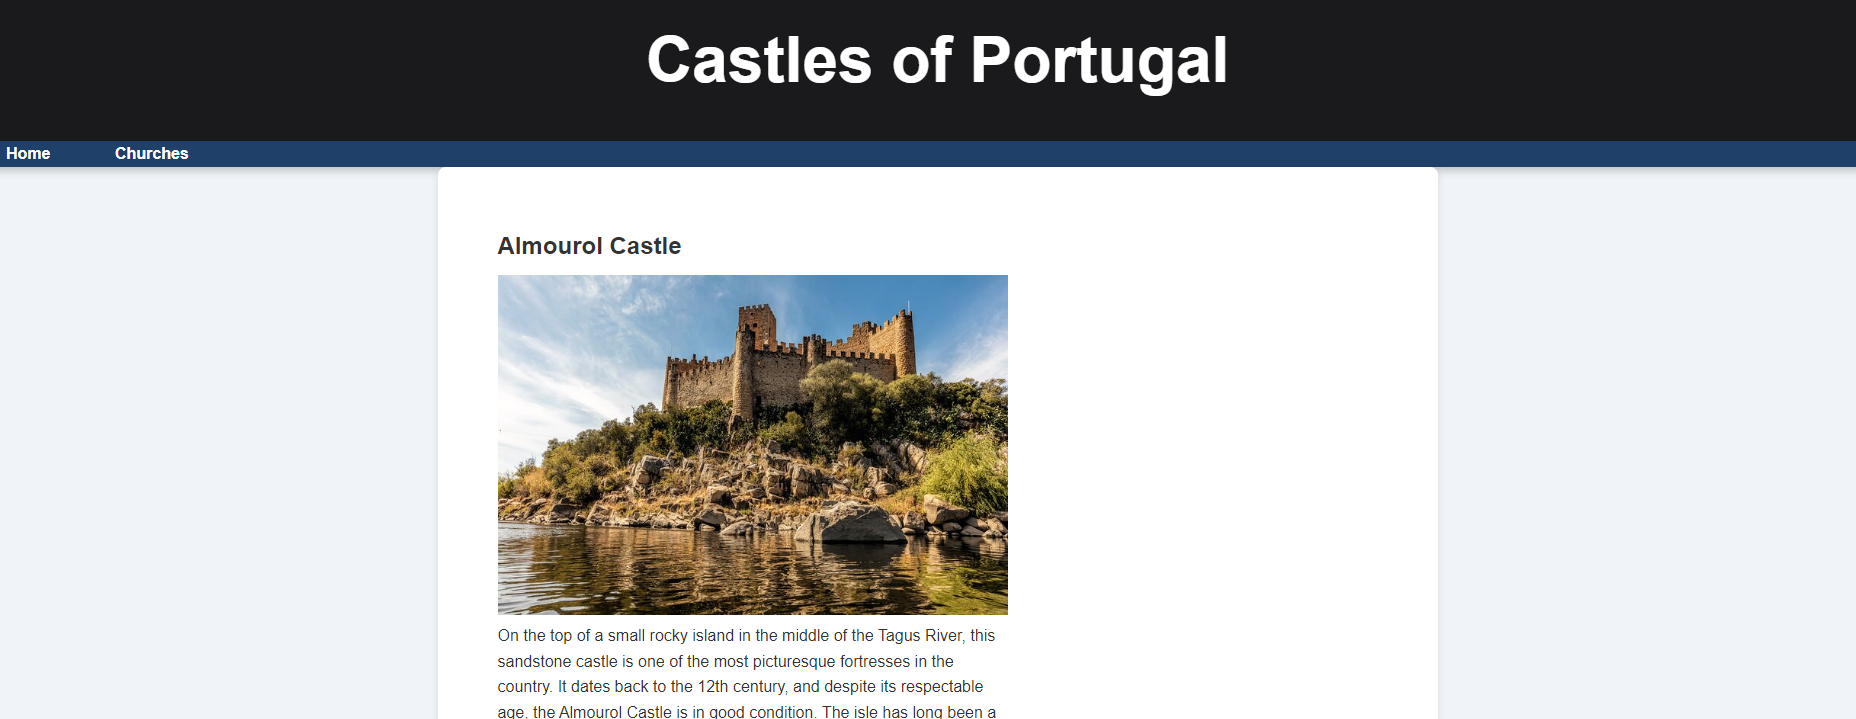 Castles of Portugal
Home Churches
Almourol Castle
On the top of a small rocky island in the middle of the Tagus River, this
sandstone castle is one of the most picturesque fortresses in the
country. It dates back to the 12th century, and despite its respectable
age, the Almourol Castle is in good condition. The isle has long been a